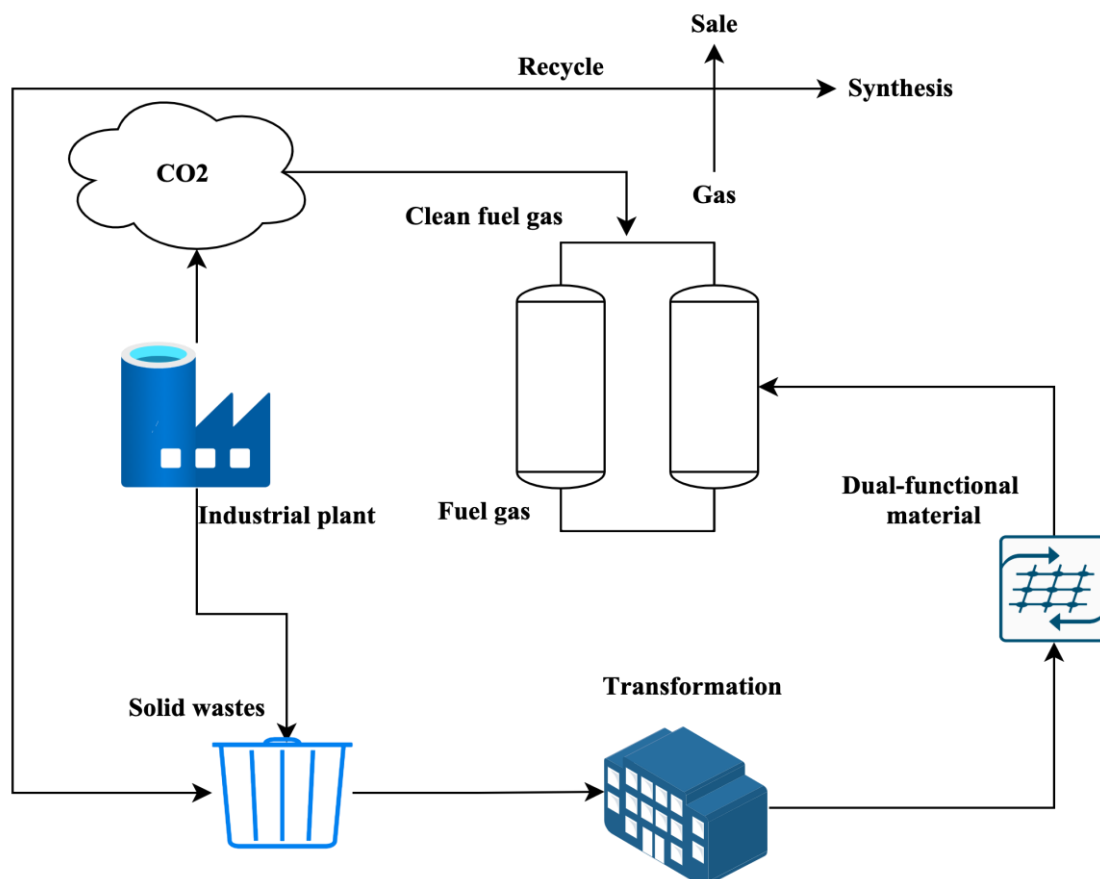 Sale
Recycle
Synthesis
CO2
Gas
Clean fuel gas
Dual-functional
material
Fuel gas
Industrial plant
Transformation
Solid wastes